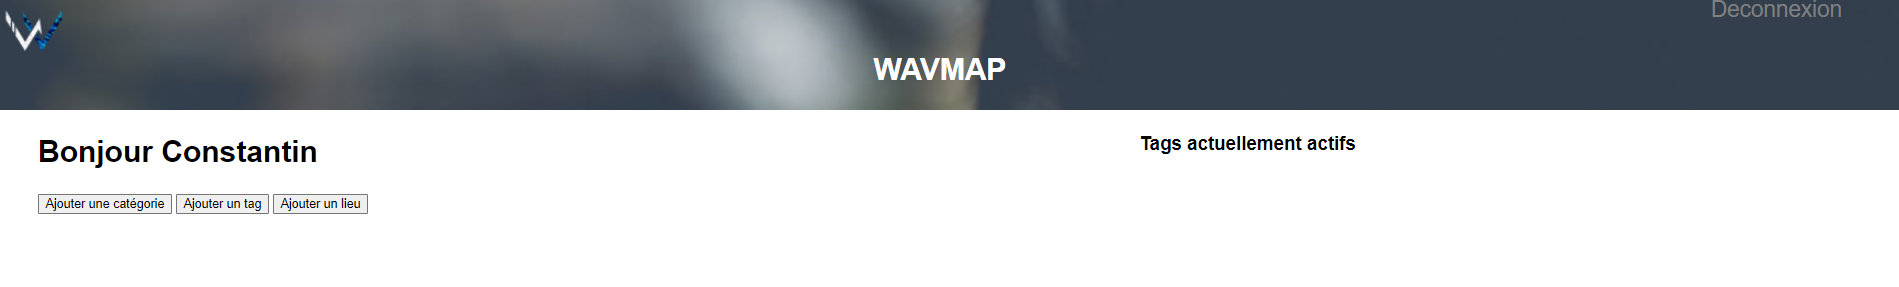 Deconnexion
WAVMAP
Bonjour Constantin
Tags actuellement actifs
Ajouter une catégorie Ajouter un tag Ajouter un lieu